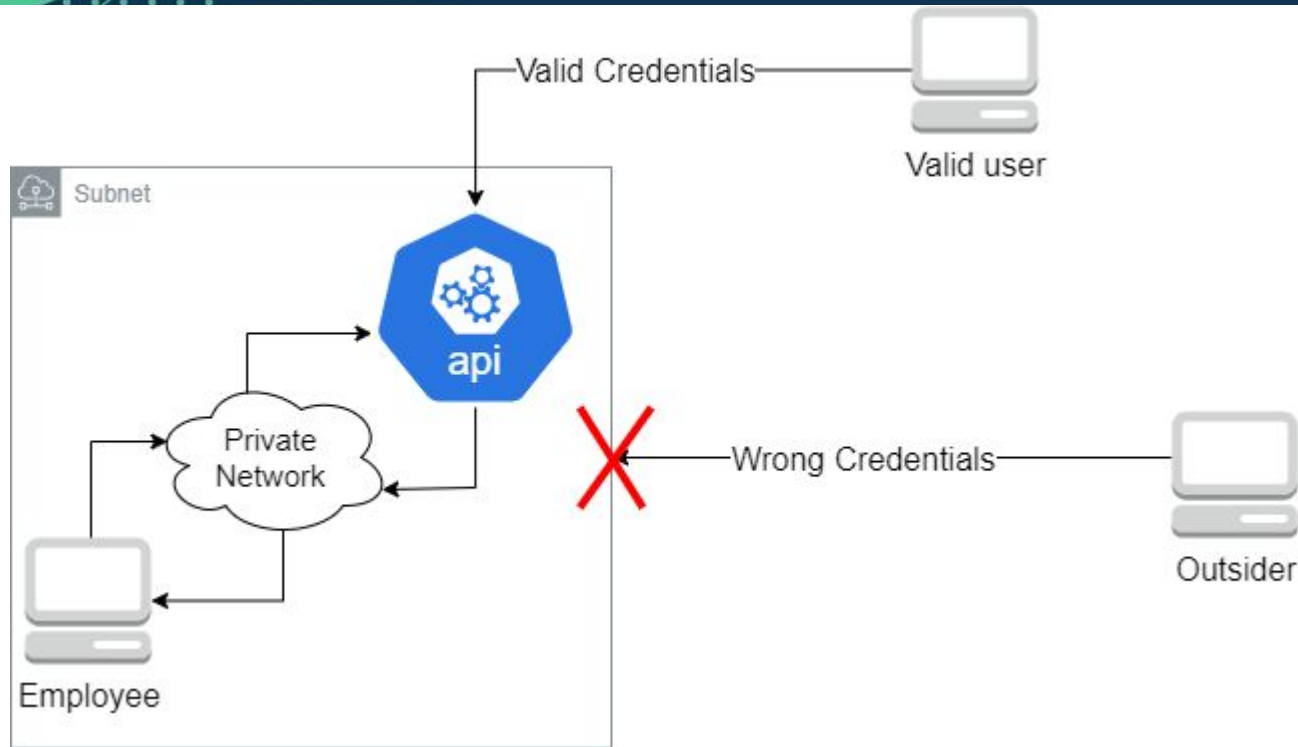 Valid Credentials
Valid user
Subnet
api
Private
Network
Wrong Credentials
Outsider
Employee